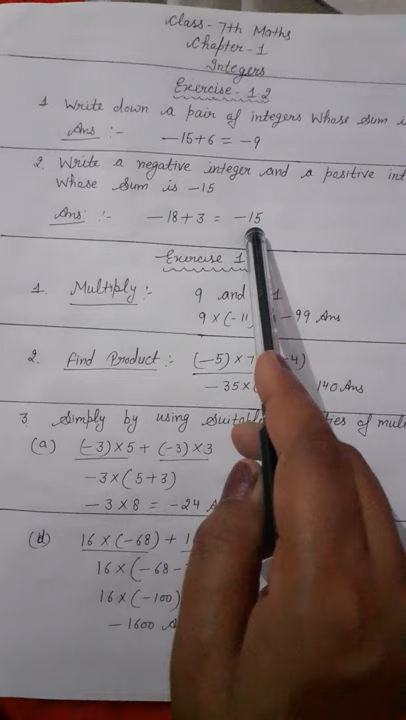 Class - 7th Maths
Chapter - 1
Integers
Exercise - 1.2
1 Write down a pair of integers whose sum is
Ans :- -15+6 = -9
2. Write a negative integer and a positive
Whose sum is -15
Ans :- -18+3 = -15
Exercise 1
1. Multiply :- 9 and
9 × (-11) - 99 Ans
2. Find Product :- (-5) × 7 -4)
-35 × ( 140 Ans
3 Simply by using of
(a) (-3) × 5 + (-3) × 3
-3 × (5+3)
-3 × 8 = -24
(d) 16 × (-68) + 1
16 × (-68 -
16 × (-100)
-1600